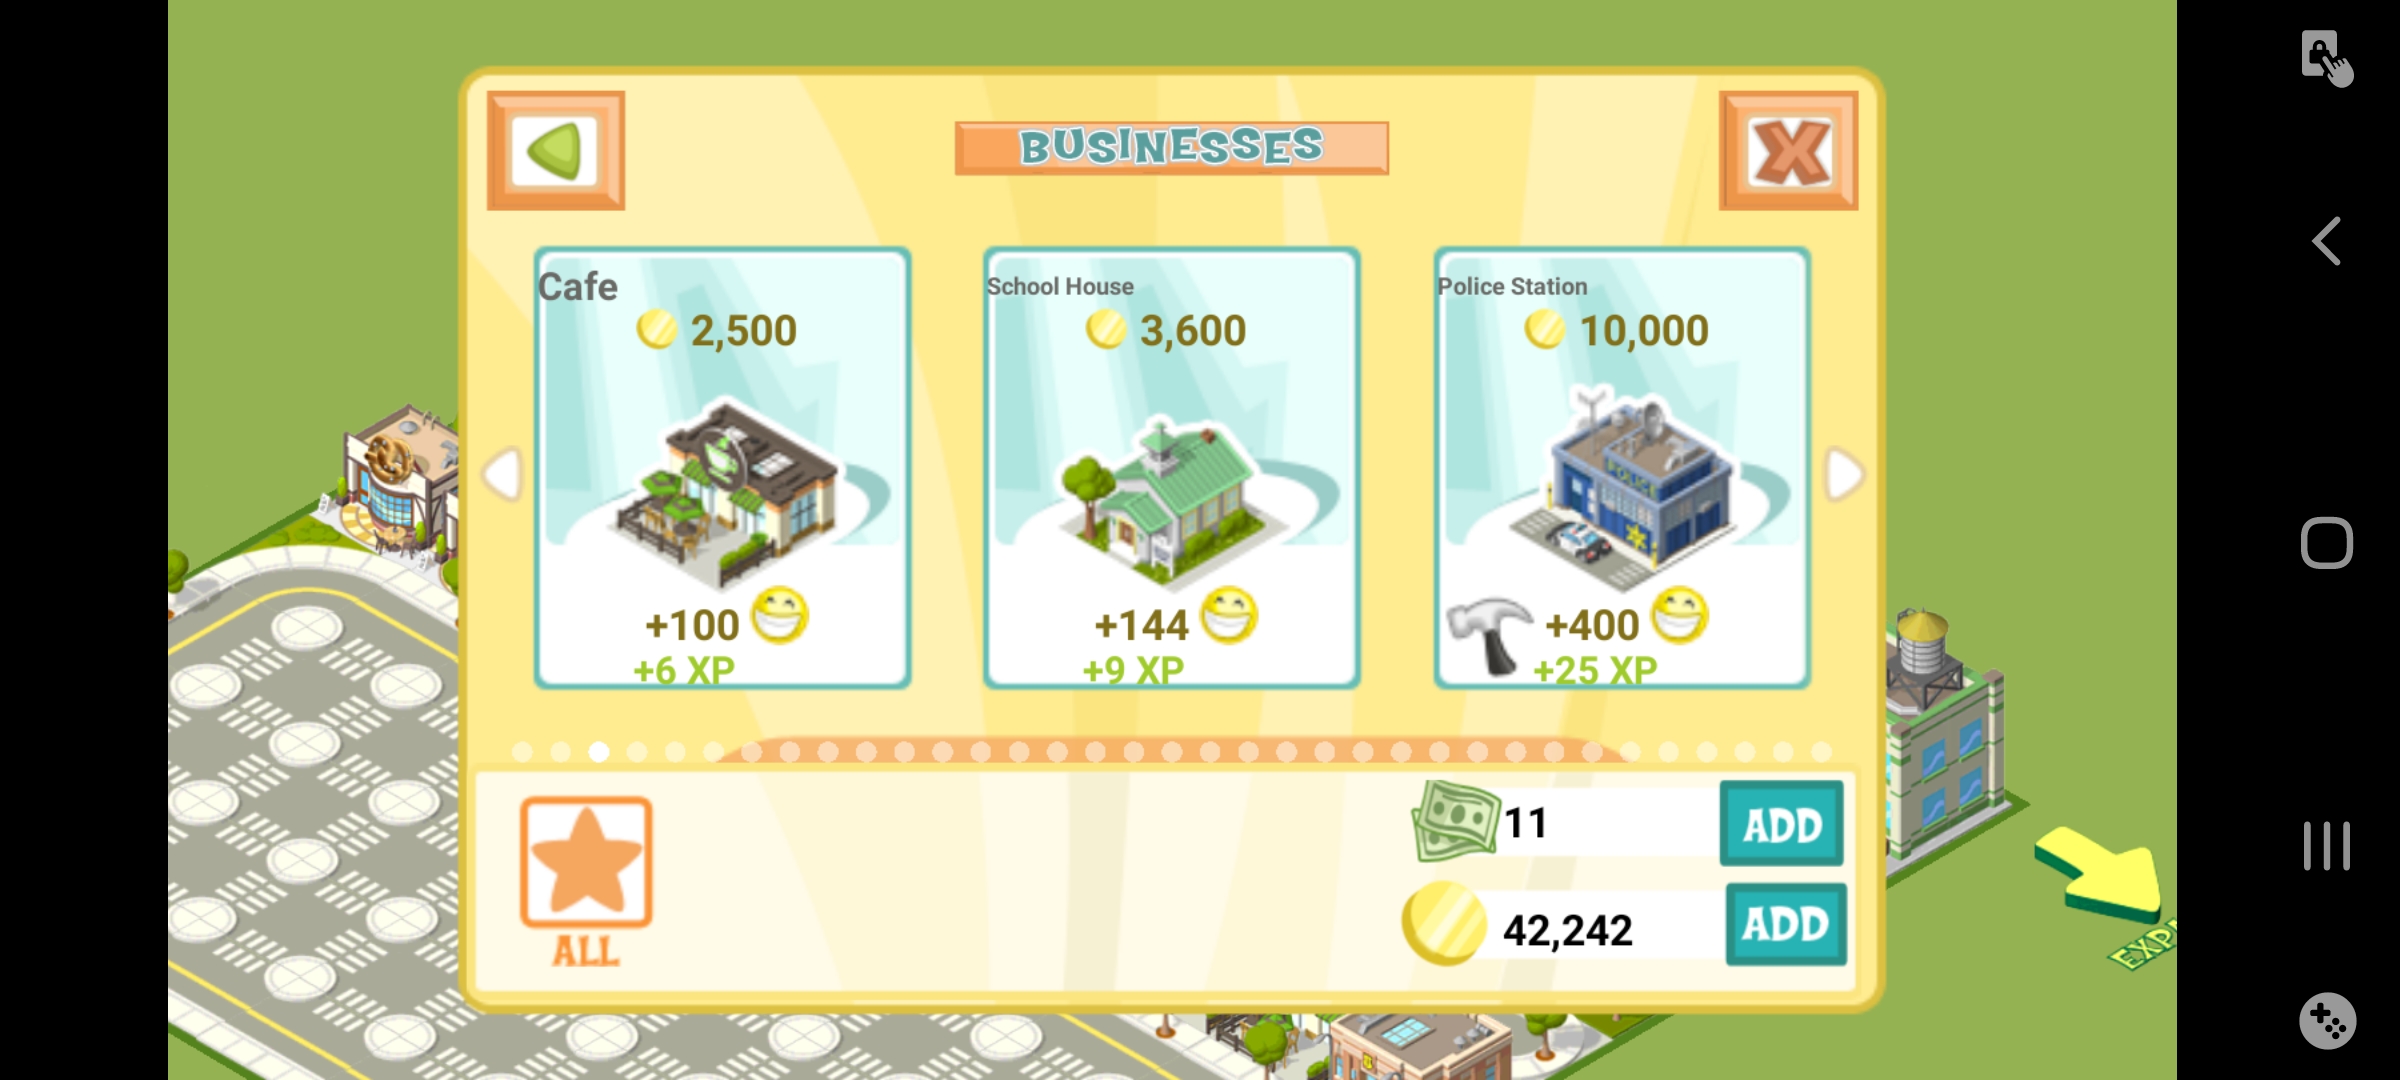 BUSINESSES
Cafe
2,500
+100
+6 XP
School House
3,600
+144
+9 XP
Police Station
10,000
POLICE
+400
+25 XP
ALL
11
ADD
42,242
ADD